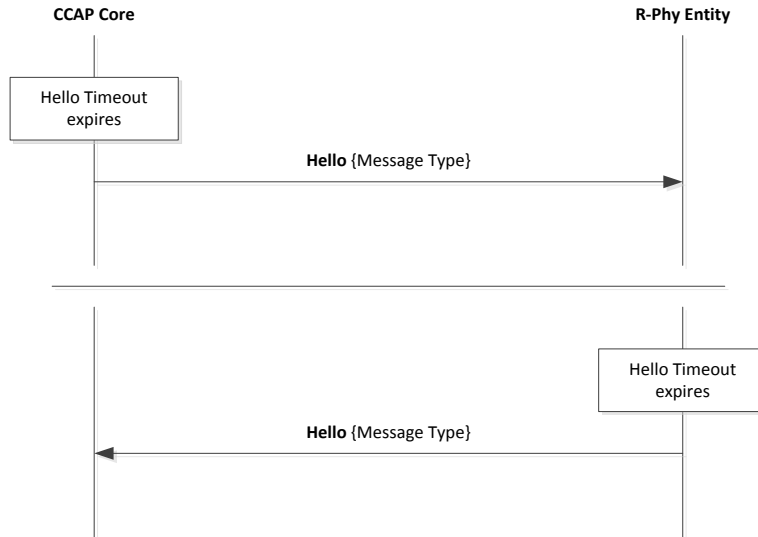 CCAP Core
R-Phy Entity
Hello Timeout
expires
Hello {Message Type}
Hello Timeout
expires
Hello {Message Type}